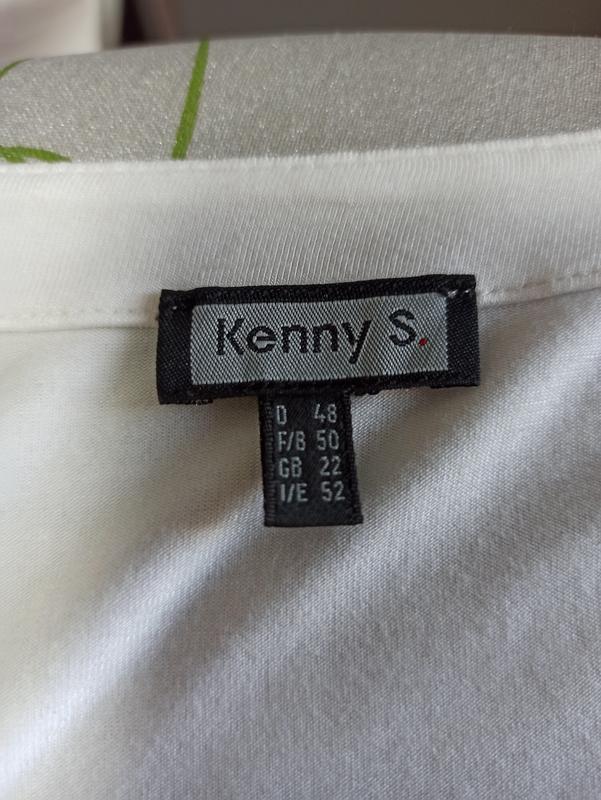 Kenny S.
D 48
F/B 50
GB 22
I/E 52